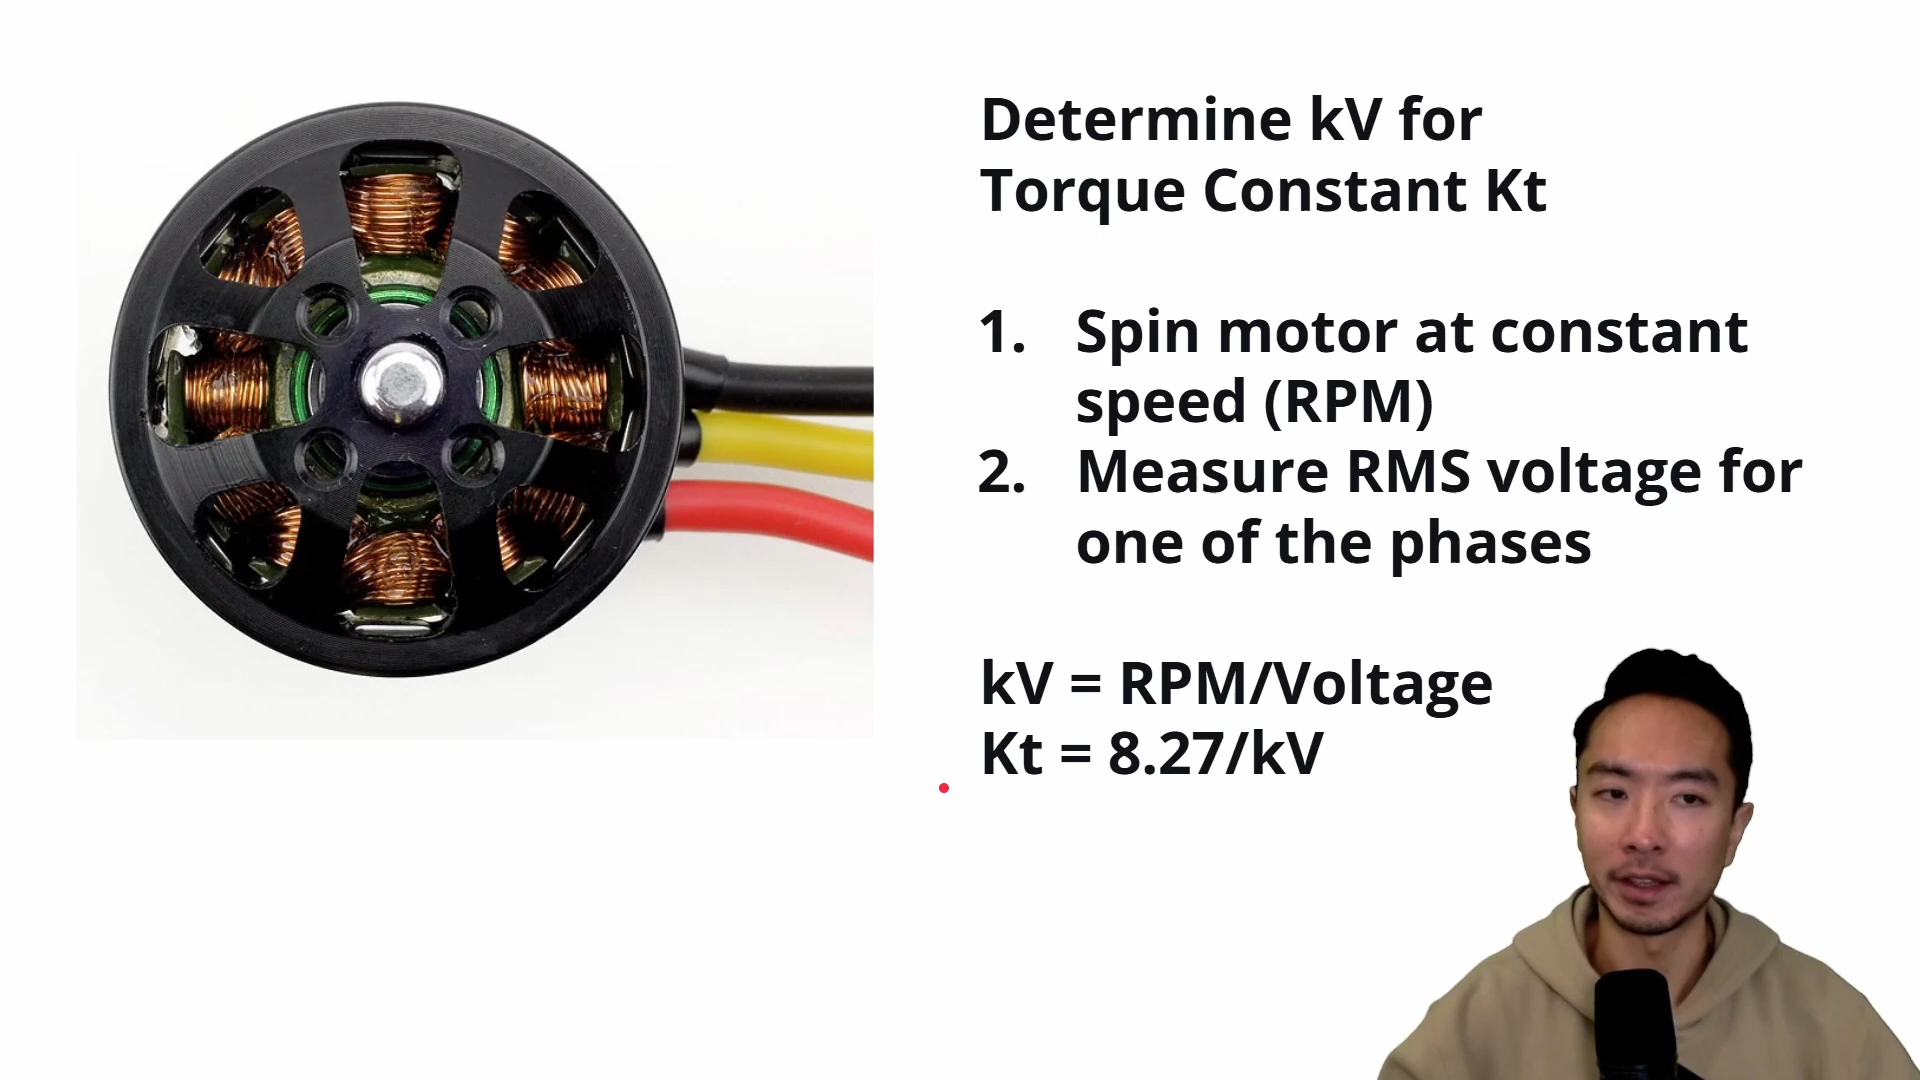 Determine kV for
Torque Constant Kt
1. Spin motor at constant
speed (RPM)
2. Measure RMS voltage for
one of the phases
kV = RPM/Voltage
Kt = 8.27/kV